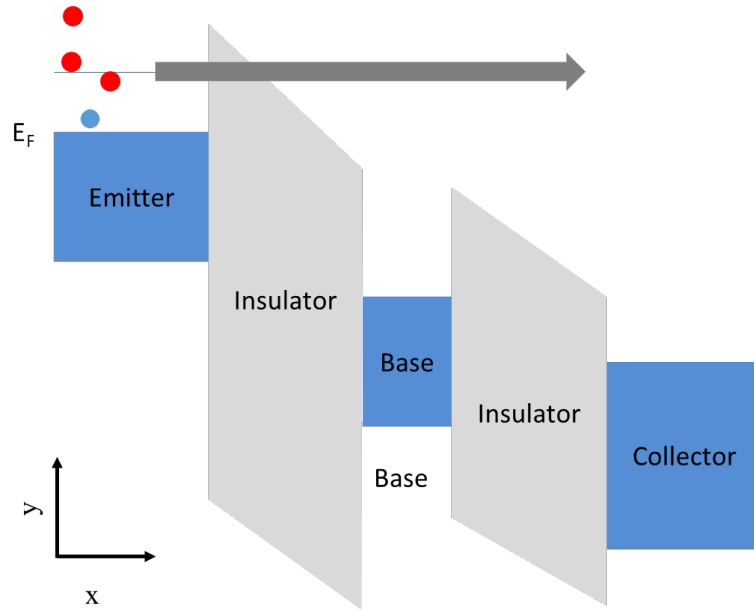 E_F
Emitter
Insulator
Base
Insulator
Collector
Base
y
x